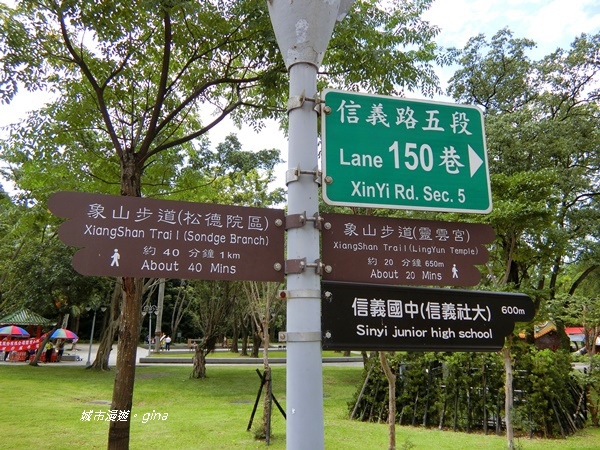 信義路五段
Lane 150 巷
XinYi Rd. Sec. 5
象山步道(松德院區)
XiangShan Trail (Songde Branch)
約 40 分鐘 1km
About 40 Mins
象山步道(靈雲宮)
XiangShan Trail (LingYun Temple)
約 20 分鐘 650m
About 20 Mins
信義國中(信義社大) 600m
Sinyi junior high school
城市漫遊。gina